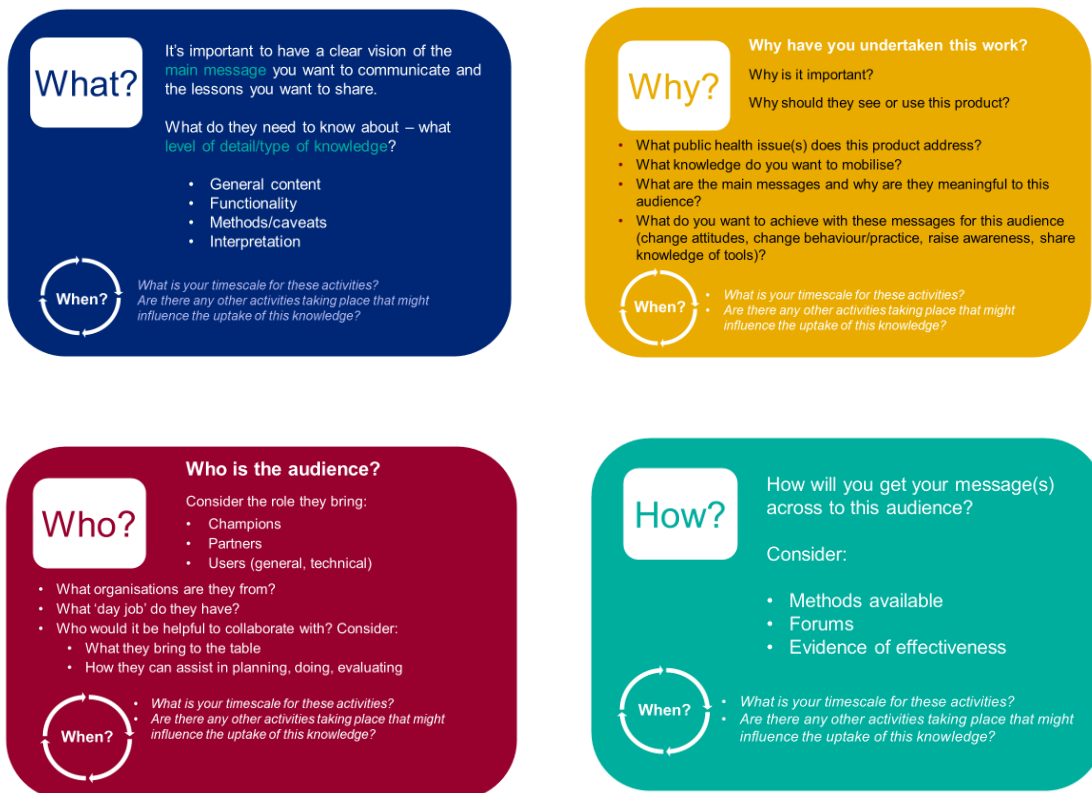 What?
It's important to have a clear vision of the
main message you want to communicate and
the lessons you want to share.
What do they need to know about – what
level of detail/type of knowledge?
• General content
• Functionality
• Methods/caveats
• Interpretation
When?
What is your timescale for these activities?
Are there any other activities taking place that might
influence the uptake of this knowledge?
Why?
Why have you undertaken this work?
Why is it important?
Why should they see or use this product?
• What public health issue(s) does this product address?
• What knowledge do you want to mobilise?
• What are the main messages and why are they meaningful to this
audience?
• What do you want to achieve with these messages for this audience
(change attitudes, change behaviour/practice, raise awareness, share
knowledge of tools)?
When?
• What is your timescale for these activities?
• Are there any other activities taking place that might
influence the uptake of this knowledge?
Who?
Who is the audience?
Consider the role they bring:
• Champions
• Partners
• Users (general, technical)
• What organisations are they from?
• What 'day job' do they have?
• Who would it be helpful to collaborate with? Consider:
• What they bring to the table
• How they can assist in planning, doing, evaluating
When?
• What is your timescale for these activities?
• Are there any other activities taking place that might
influence the uptake of this knowledge?
How?
How will you get your message(s)
across to this audience?
Consider:
• Methods available
• Forums
• Evidence of effectiveness
When?
• What is your timescale for these activities?
• Are there any other activities taking place that might
influence the uptake of this knowledge?